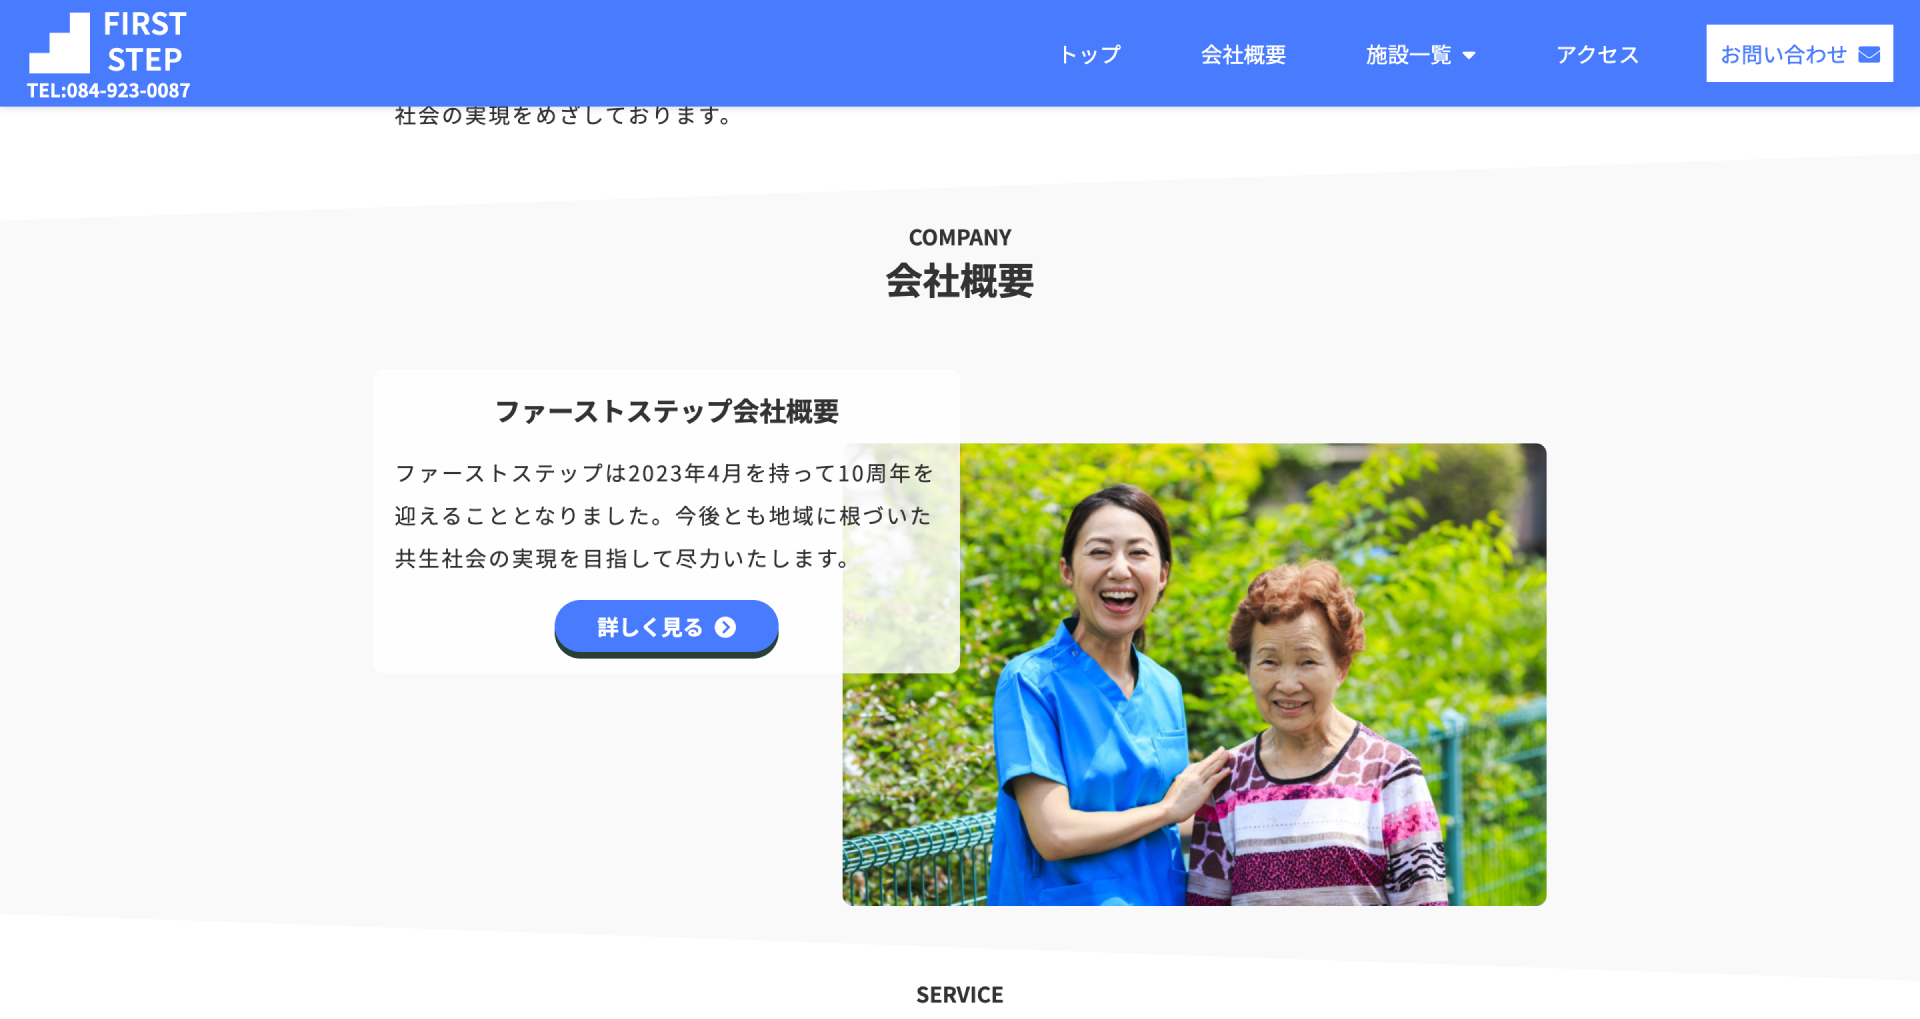 FIRST
STEP
TEL:084-923-0087
トップ
会社概要
施設一覧
アクセス
お問い合わせ
社会の実現をめざしております。
COMPANY
会社概要
ファーストステップ会社概要
ファーストステップは2023年4月を持って10周年を
迎えることとなりました。今後とも地域に根づいた
共生社会の実現を目指して尽力いたします。
詳しく見る
SERVICE